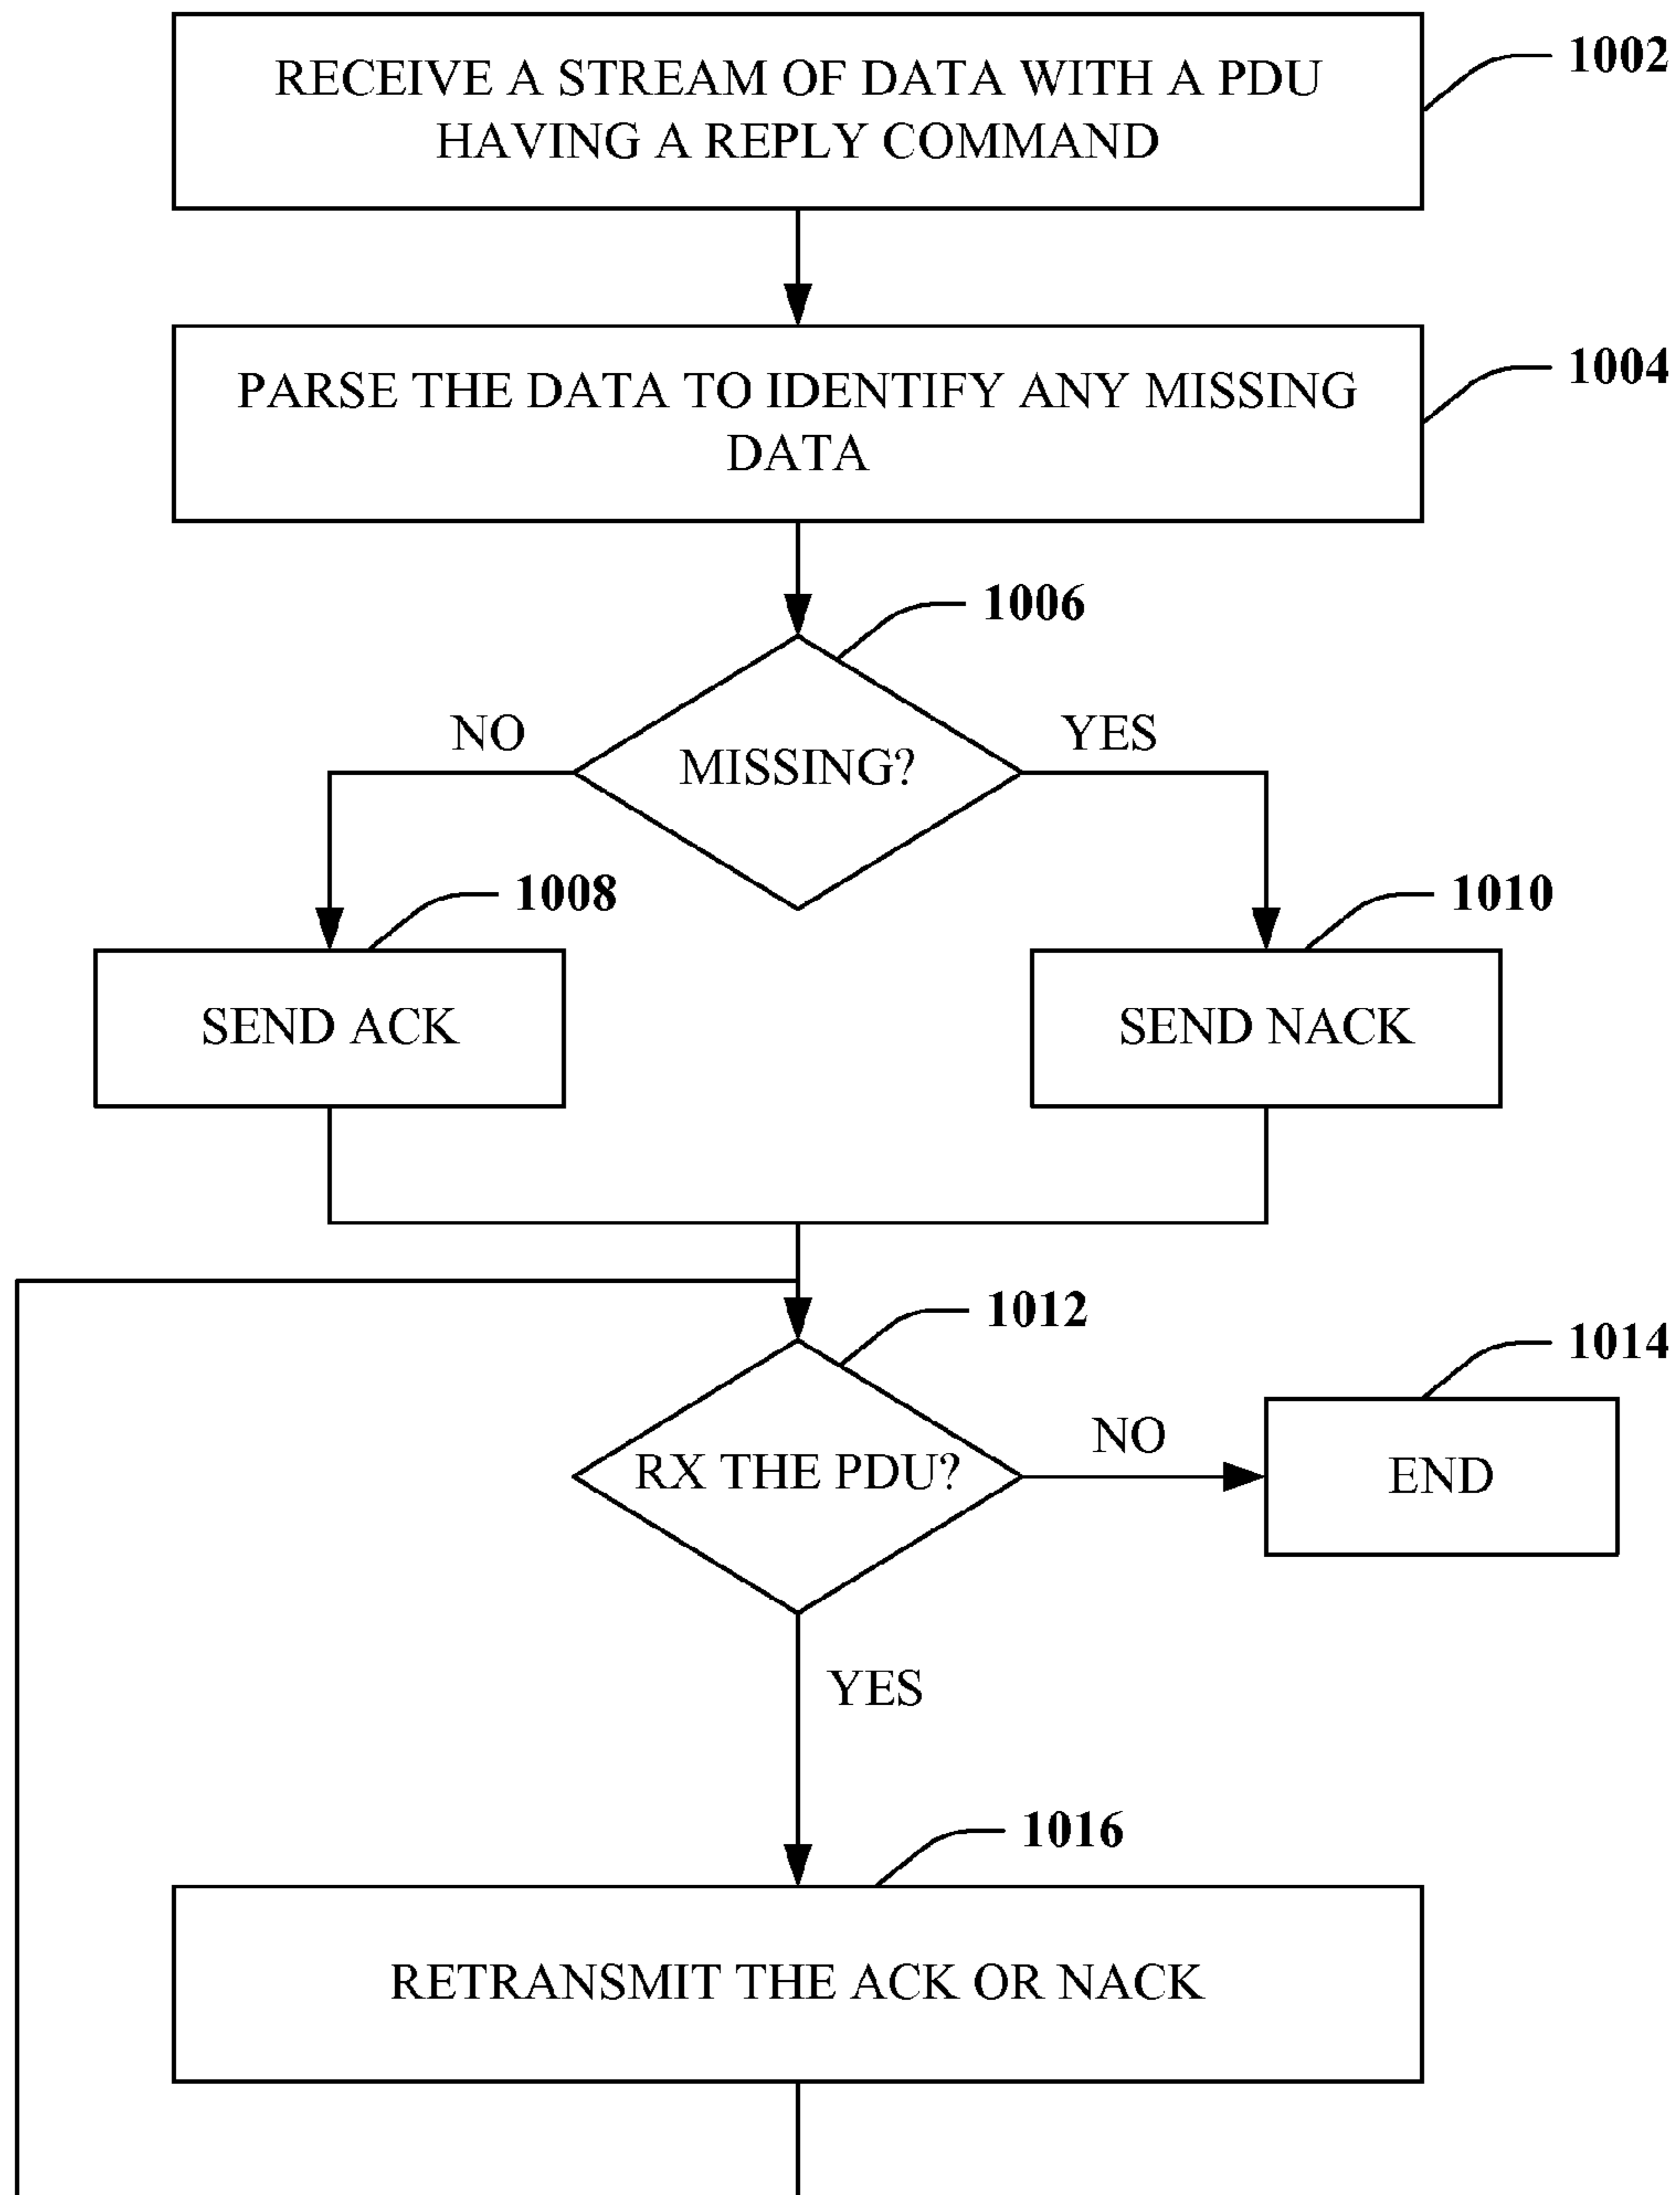 RECEIVE A STREAM OF DATA WITH A PDU
HAVING A REPLY COMMAND
1002
PARSE THE DATA TO IDENTIFY ANY MISSING
DATA
1004
1006
MISSING?
NO
YES
1008
SEND ACK
1010
SEND NACK
1012
RX THE PDU?
NO
1014
END
YES
1016
RETRANSMIT THE ACK OR NACK